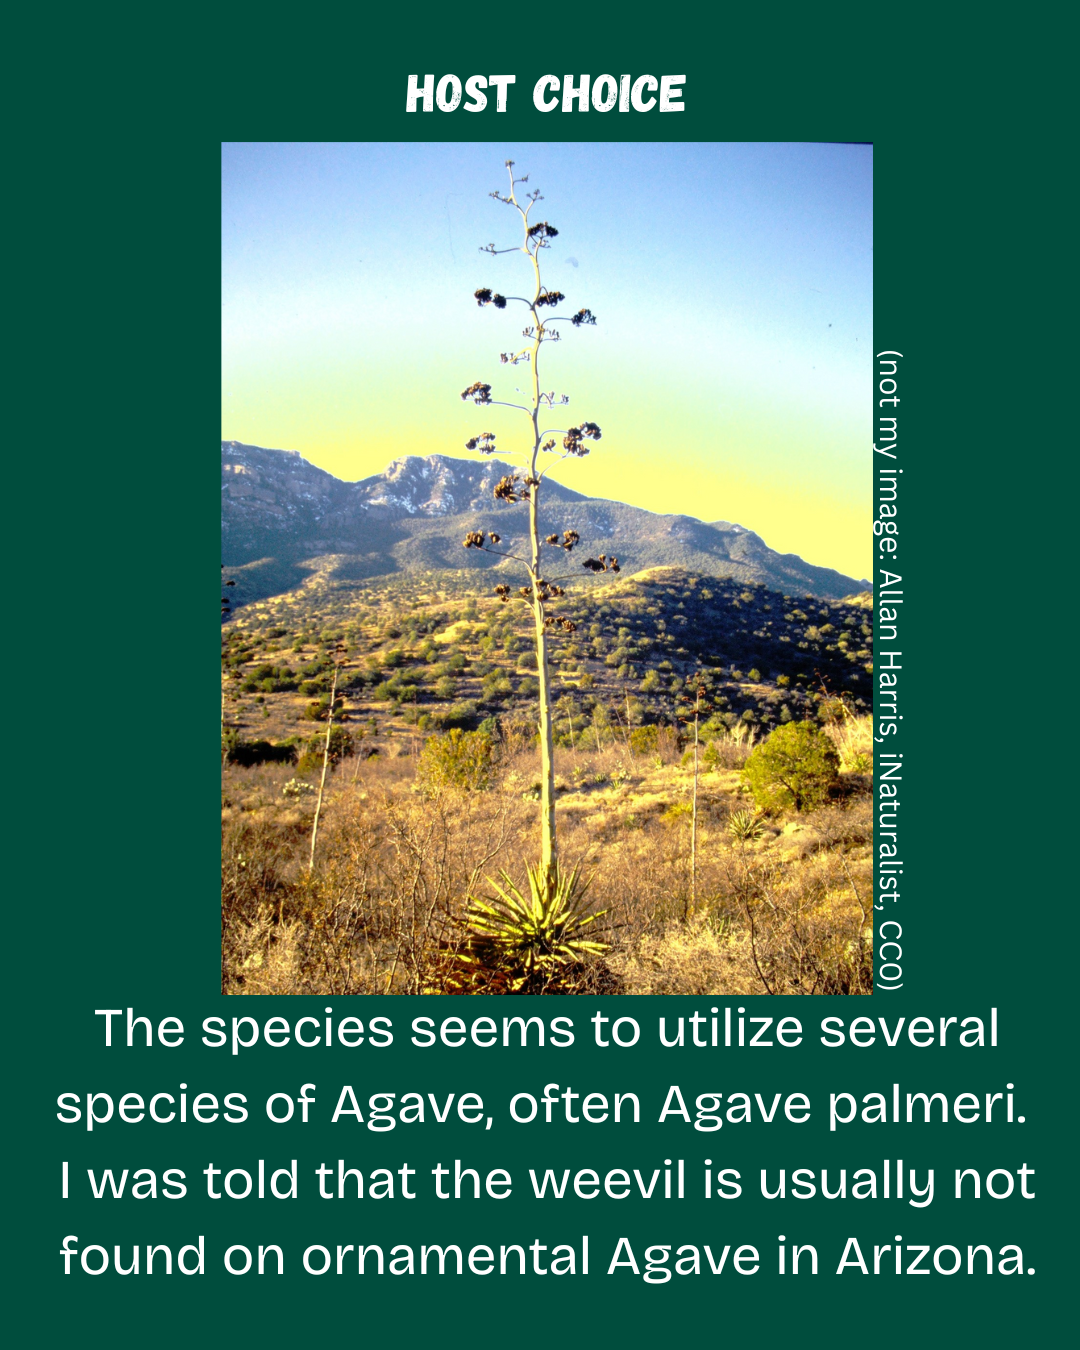 HOST CHOICE
(not my image: Allan Harris, iNaturalist, CC0)
The species seems to utilize several
species of Agave, often Agave palmeri.
I was told that the weevil is usually not
found on ornamental Agave in Arizona.